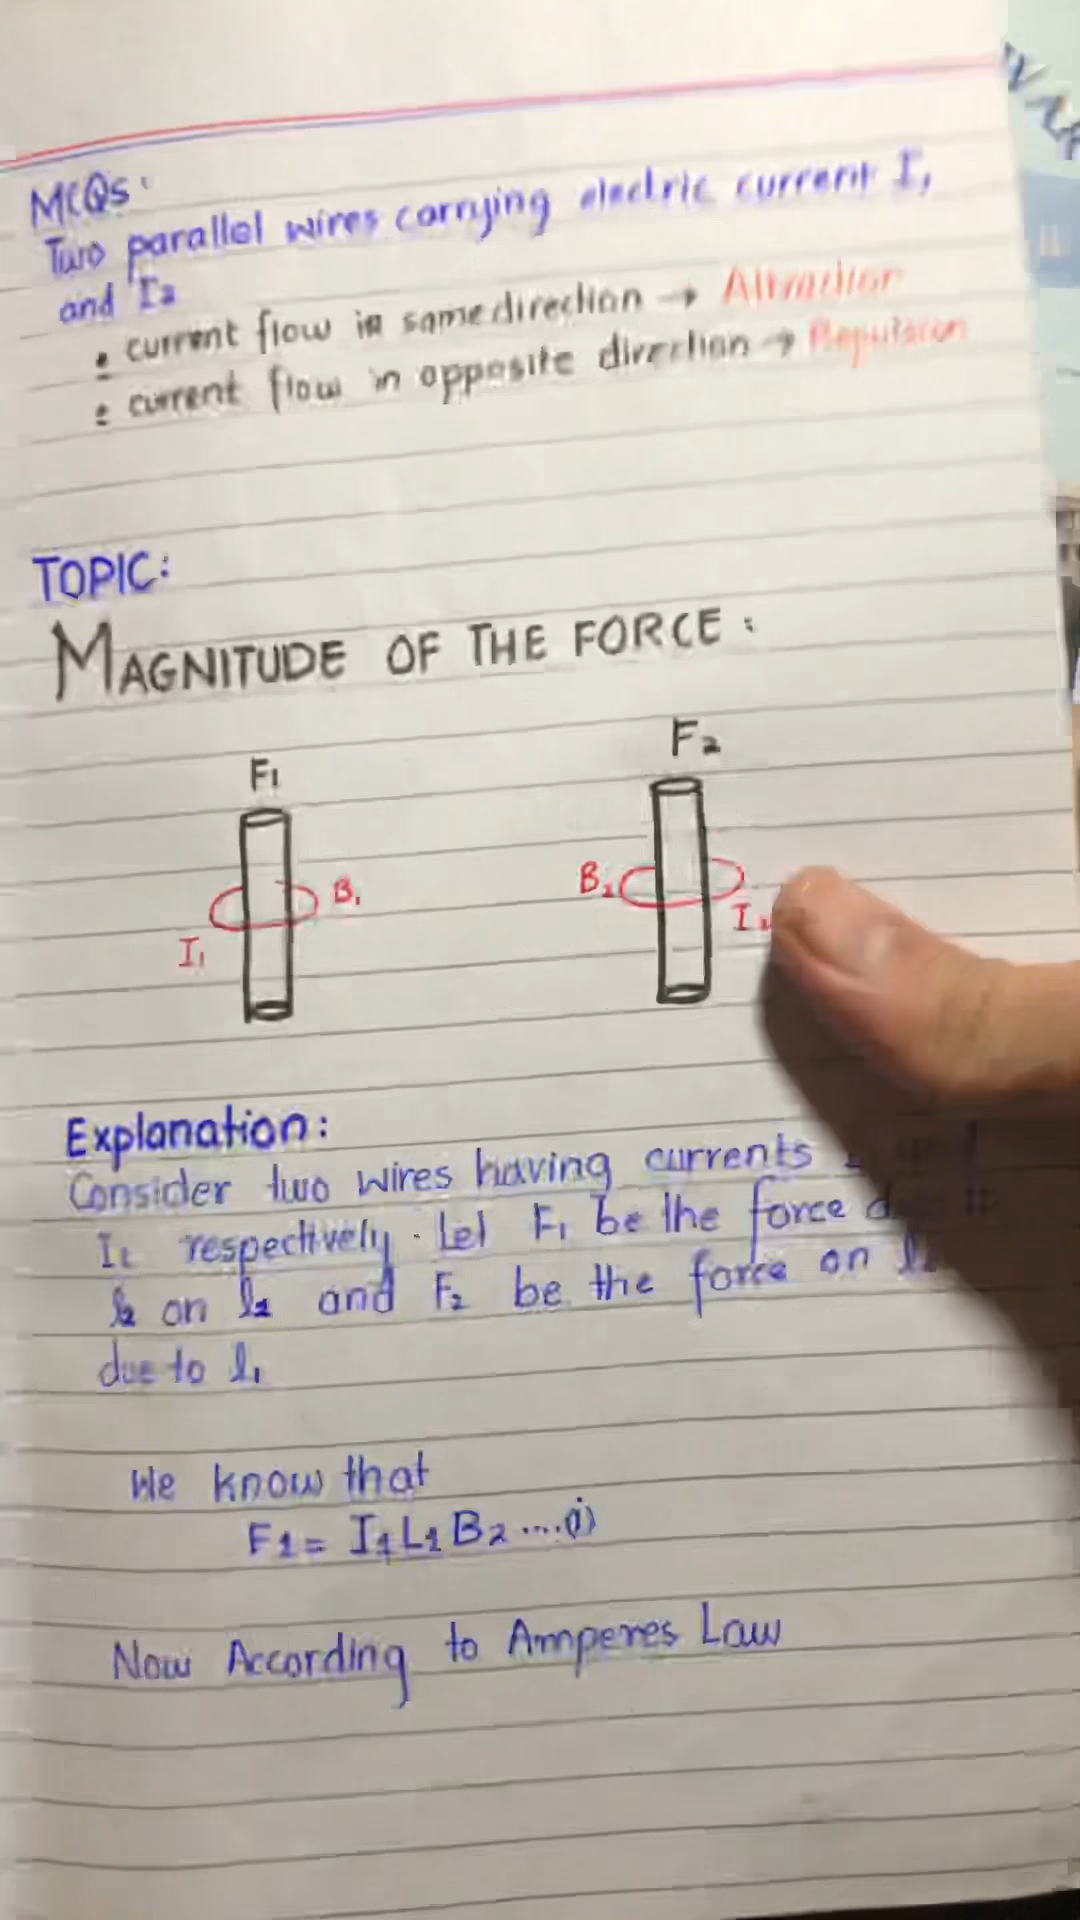 MCQs:
Two parallel wires carrying electric current I₁
and I₂
• current flow in same direction → Attraction
• current flow in opposite direction → Repulsion
TOPIC:
MAGNITUDE OF THE FORCE:
F₁
F₂
B₁
B₂
I₁
I
Explanation:
Consider two wires having currents
I₂ respectively. Let F₁ be the force
l₂ on l₁ and F₂ be the force on
due to l₁
We know that
F1 = I1 L1 B2 ....(i)
Now According to Amperes Law